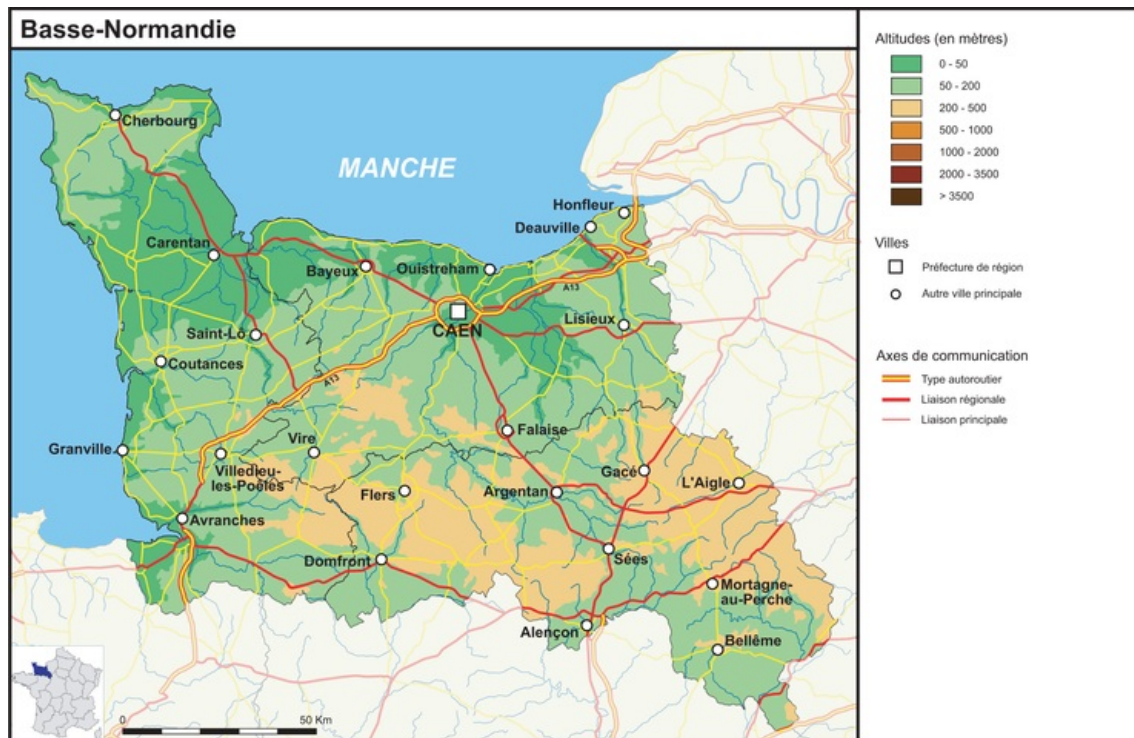 Basse-Normandie
MANCHE
Cherbourg
Carentan
Bayeux
Ouistreham
Honfleur
Deauville
A13
CAEN
Lisieux
Saint-Lô
Coutances
A13
Granville
Villedieu-
les-Poêles
Vire
Falaise
Gacé
L'Aigle
Flers
Argentan
Avranches
Domfront
Sées
Mortagne-
au-Perche
Alençon
Bellême
0
50 Km
Altitudes (en mètres)
0 - 50
50 - 200
200 - 500
500 - 1000
1000 - 2000
2000 - 3500
> 3500
Villes
Préfecture de région
Autre ville principale
Axes de communication
Type autoroutier
Liaison régionale
Liaison principale